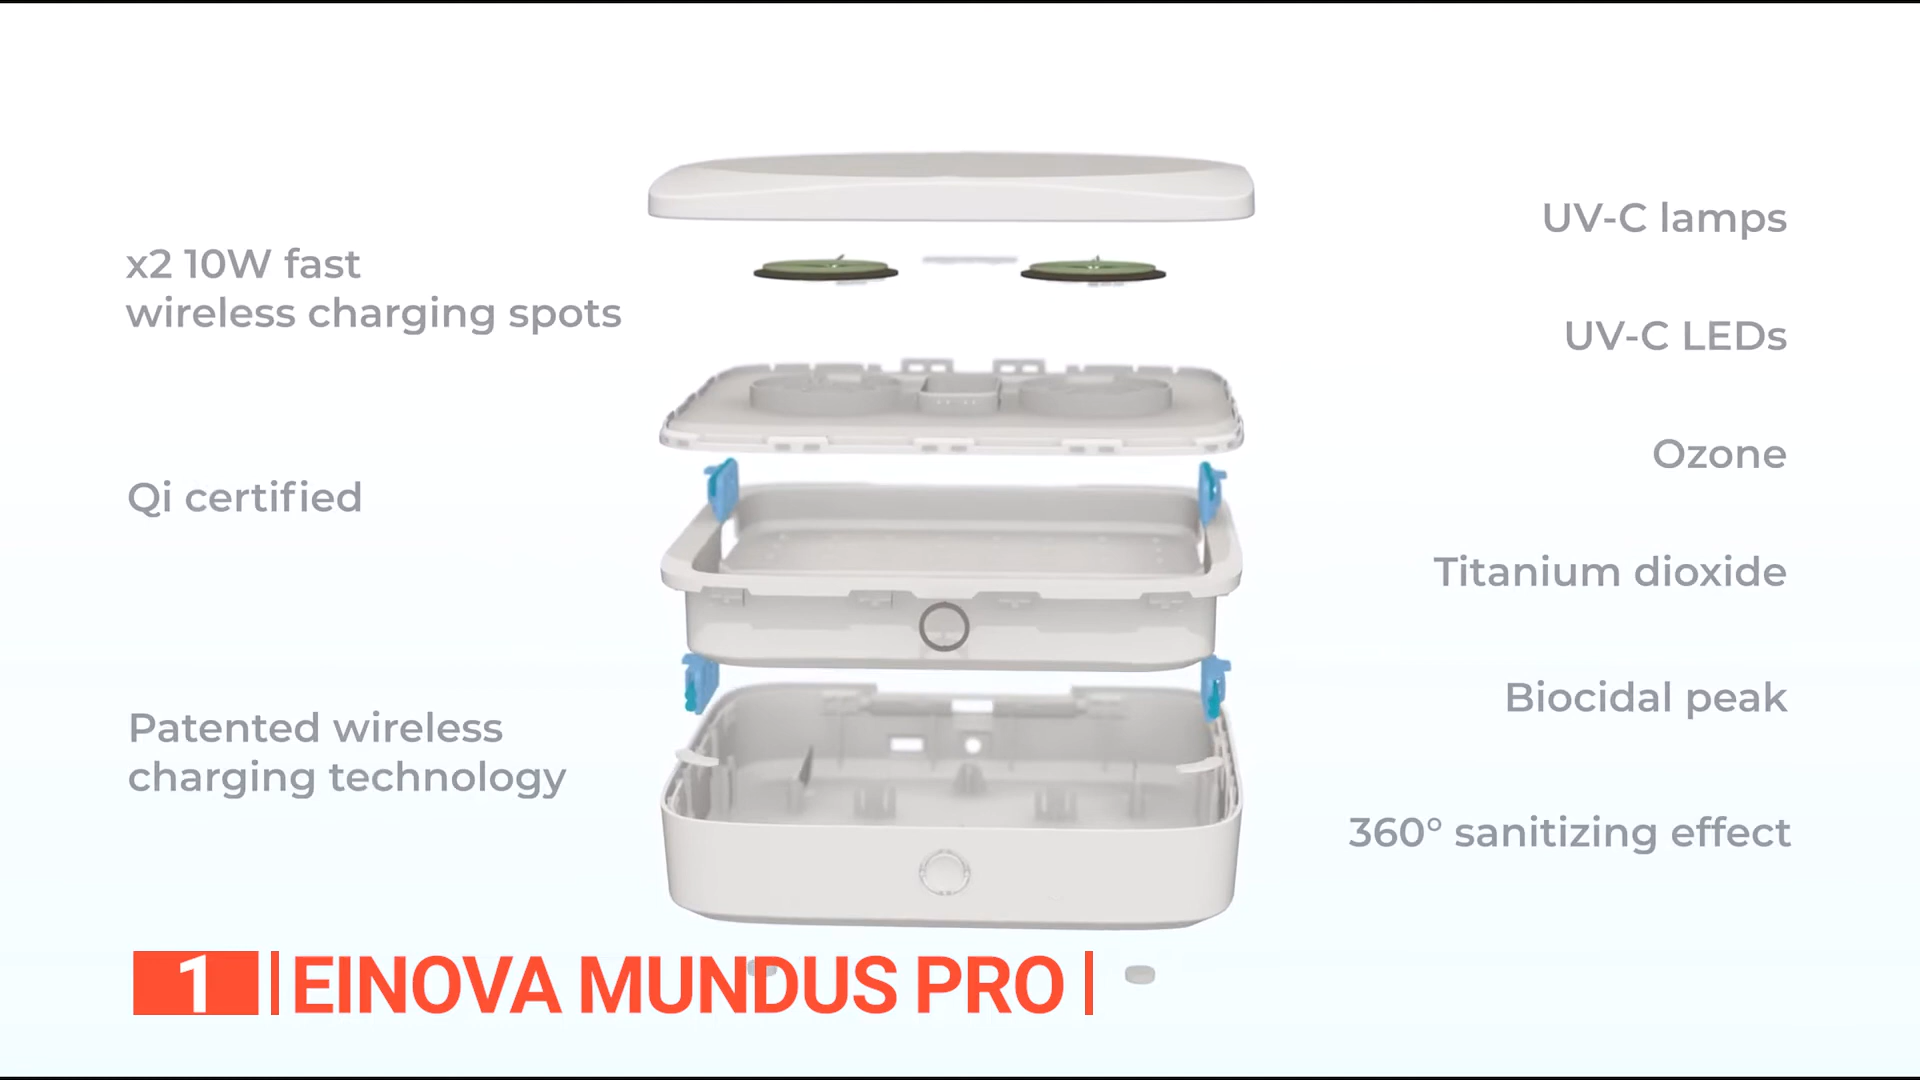 x2 10W fast
wireless charging spots
Qi certified
Patented wireless
charging technology
UV-C lamps
UV-C LEDs
Ozone
Titanium dioxide
Biocidal peak
360° sanitizing effect
1 EINOVA MUNDUS PRO